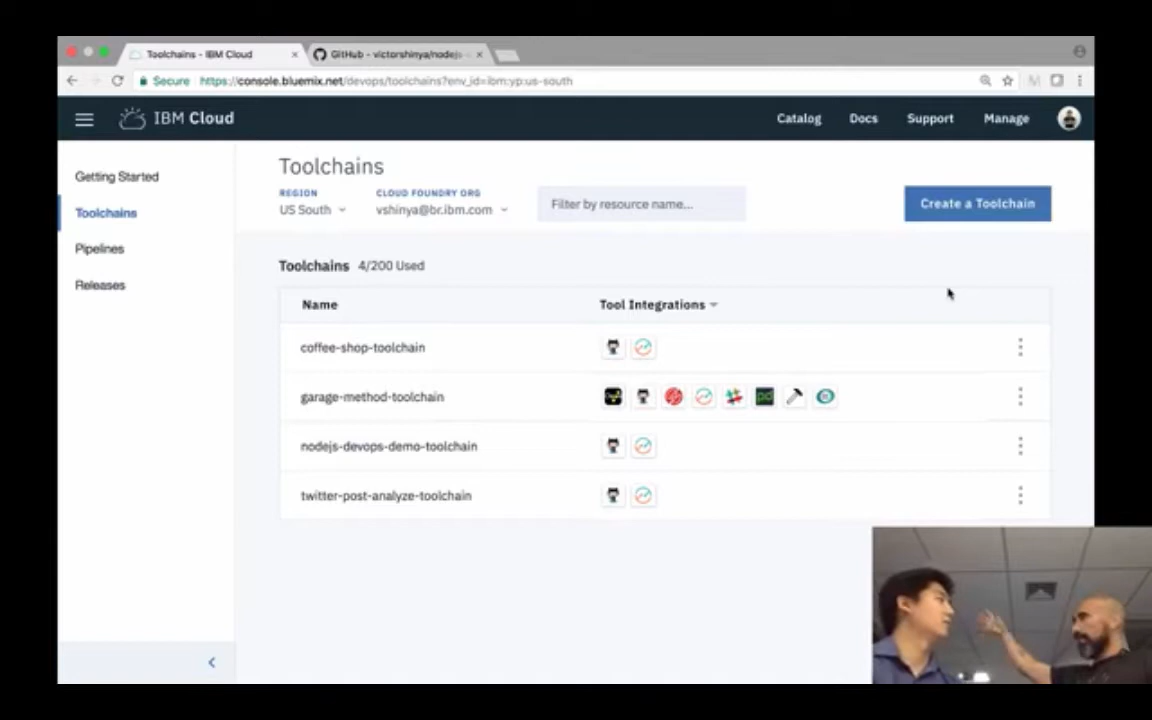 Toolchains - IBM Cloud
GitHub - victorshinya/nodejs-
Secure https://console.bluemix.net/devops/toolchains?env_id=ibm:yp:us-south
IBM Cloud
Catalog Docs Support Manage
Getting Started
Toolchains
Pipelines
Releases
Toolchains
REGION
US South
CLOUD FOUNDRY ORG
vshinya@br.ibm.com
Filter by resource name...
Create a Toolchain
Toolchains 4/200 Used
Name Tool Integrations
coffee-shop-toolchain
garage-method-toolchain
pd
nodejs-devops-demo-toolchain
twitter-post-analyze-toolchain